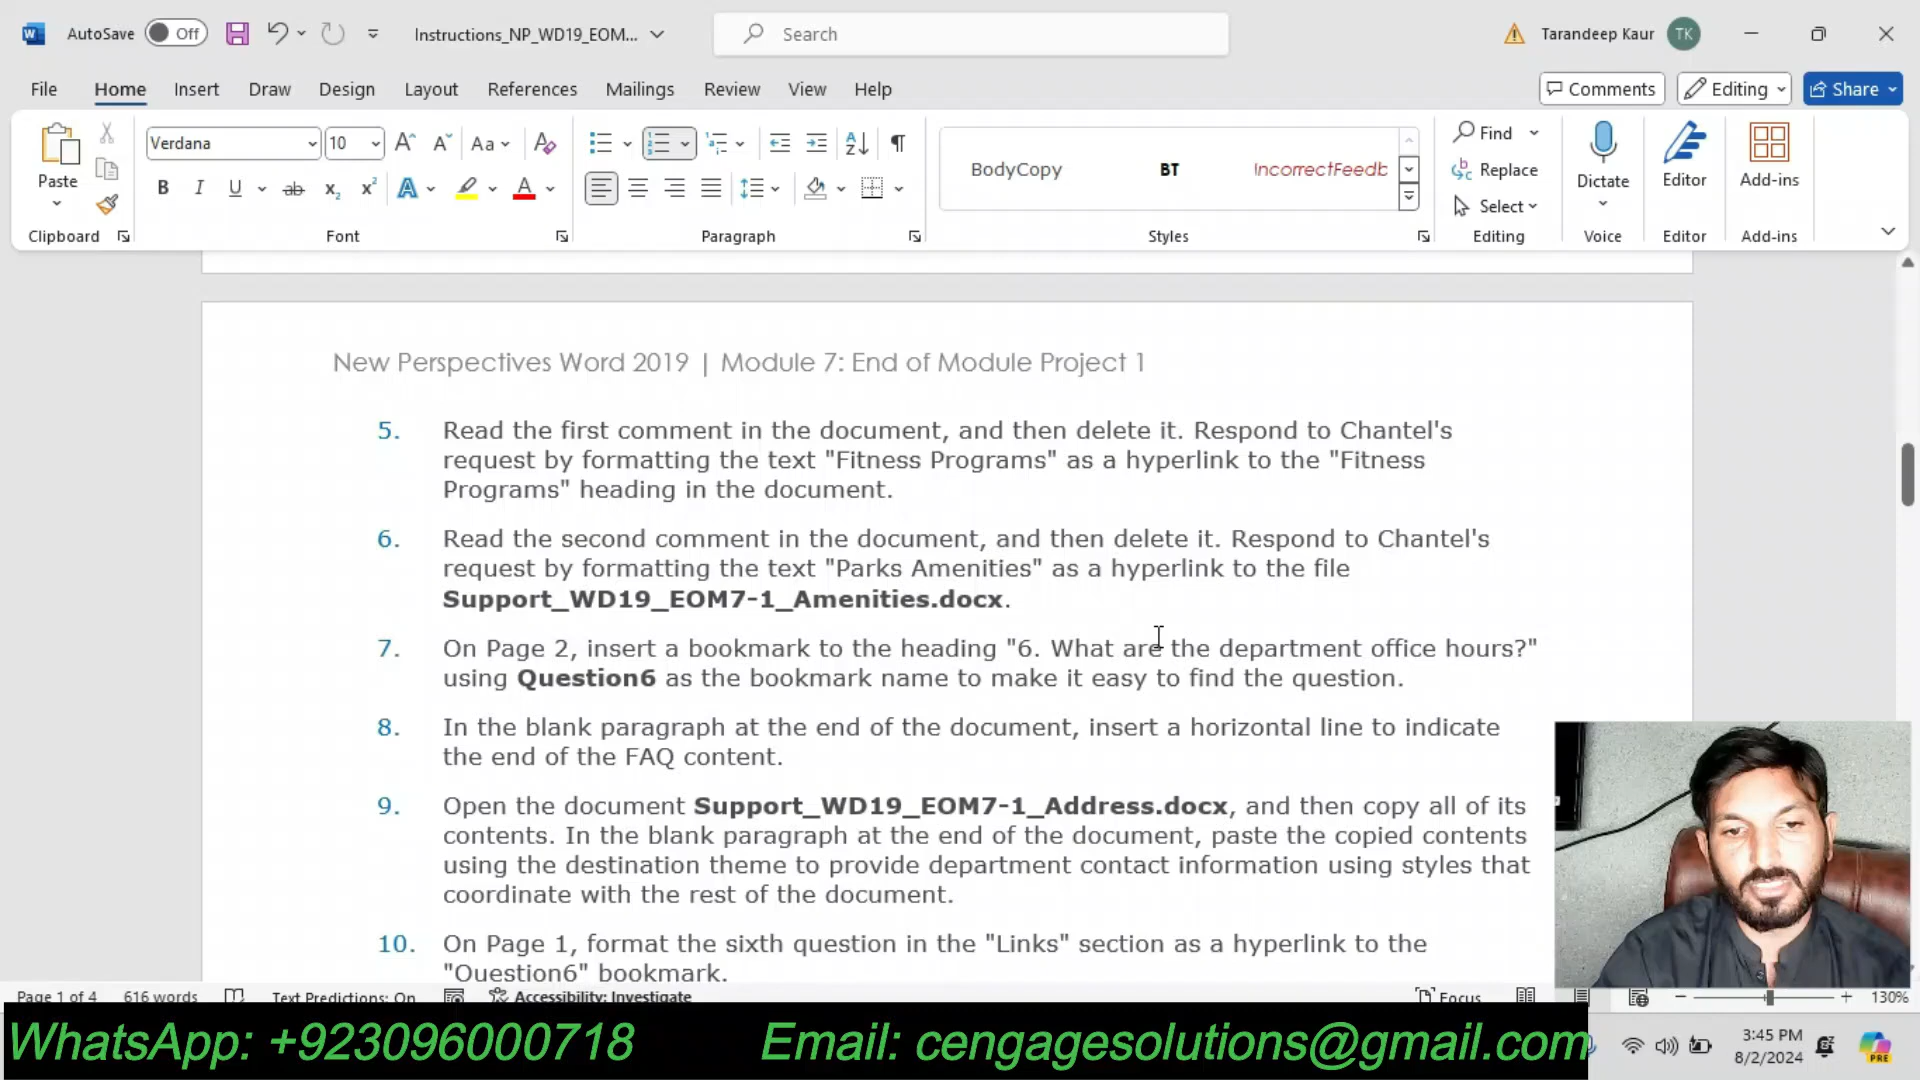 AutoSave Off Instructions_NP_WD19_EOM... Search Tarandeep Kaur TK
File Home Insert Draw Design Layout References Mailings Review View Help Comments Editing Share
Verdana 10 Aa BodyCopy BT IncorrectFeedb Find
Paste Replace Dictate Editor Add-ins
Select
Clipboard Font Paragraph Styles Editing Voice Editor Add-ins
New Perspectives Word 2019 | Module 7: End of Module Project 1
5. Read the first comment in the document, and then delete it. Respond to Chantel's
request by formatting the text "Fitness Programs" as a hyperlink to the "Fitness
Programs" heading in the document.
6. Read the second comment in the document, and then delete it. Respond to Chantel's
request by formatting the text "Parks Amenities" as a hyperlink to the file
Support_WD19_EOM7-1_Amenities.docx.
7. On Page 2, insert a bookmark to the heading "6. What are the department office hours?"
using Question6 as the bookmark name to make it easy to find the question.
8. In the blank paragraph at the end of the document, insert a horizontal line to indicate
the end of the FAQ content.
9. Open the document Support_WD19_EOM7-1_Address.docx, and then copy all of its
contents. In the blank paragraph at the end of the document, paste the copied contents
using the destination theme to provide department contact information using styles that
coordinate with the rest of the document.
10. On Page 1, format the sixth question in the "Links" section as a hyperlink to the
"Question6" bookmark.
Page 1 of 4 616 words Text Predictions: On Accessibility: Investigate Focus 130%
WhatsApp: +923096000718 Email: cengagesolutions@gmail.com
3:45 PM
8/2/2024
PRE